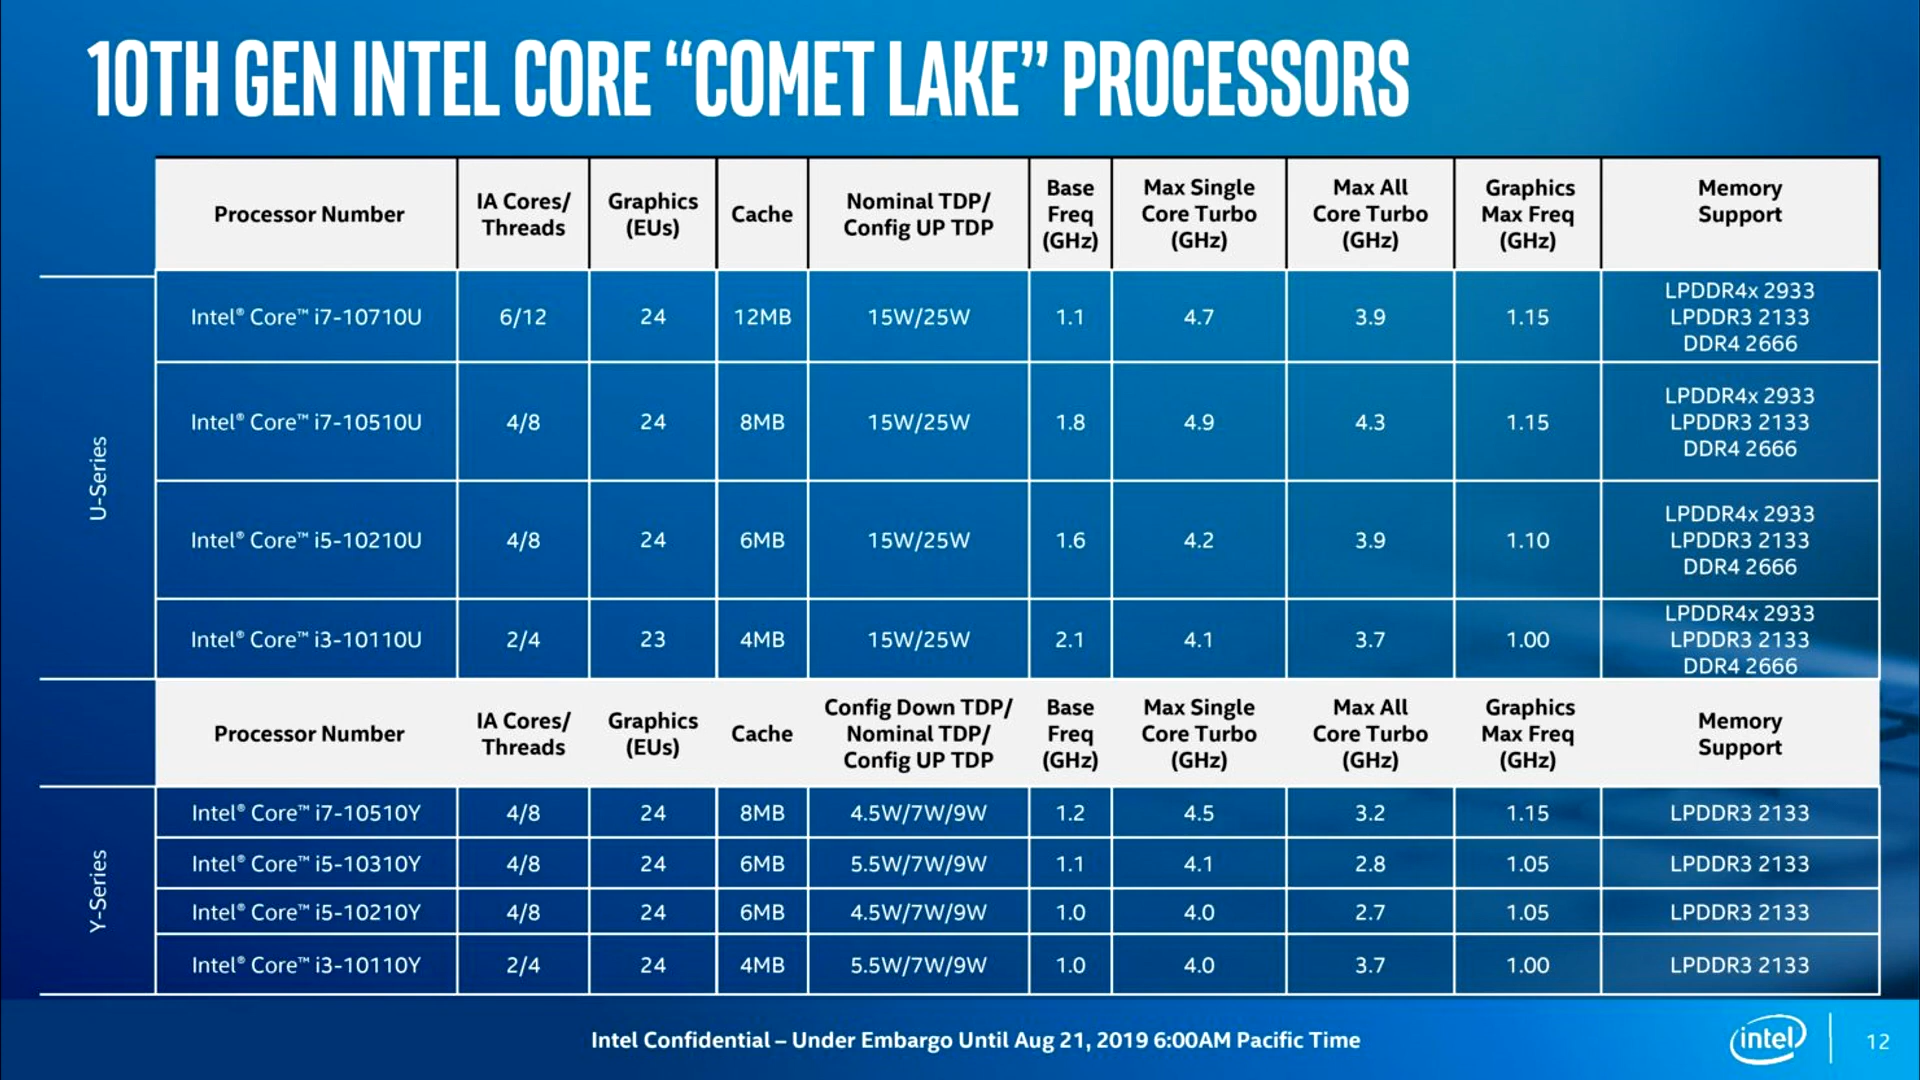 10TH GEN INTEL CORE “COMET LAKE” PROCESSORS
Processor Number | IA Cores/ Threads | Graphics (EUs) | Cache | Nominal TDP/ Config UP TDP | Base Freq (GHz) | Max Single Core Turbo (GHz) | Max All Core Turbo (GHz) | Graphics Max Freq (GHz) | Memory Support
U-Series
Intel® Core™ i7-10710U | 6/12 | 24 | 12MB | 15W/25W | 1.1 | 4.7 | 3.9 | 1.15 | LPDDR4x 2933 LPDDR3 2133 DDR4 2666
Intel® Core™ i7-10510U | 4/8 | 24 | 8MB | 15W/25W | 1.8 | 4.9 | 4.3 | 1.15 | LPDDR4x 2933 LPDDR3 2133 DDR4 2666
Intel® Core™ i5-10210U | 4/8 | 24 | 6MB | 15W/25W | 1.6 | 4.2 | 3.9 | 1.10 | LPDDR4x 2933 LPDDR3 2133 DDR4 2666
Intel® Core™ i3-10110U | 2/4 | 23 | 4MB | 15W/25W | 2.1 | 4.1 | 3.7 | 1.00 | LPDDR4x 2933 LPDDR3 2133 DDR4 2666
Processor Number | IA Cores/ Threads | Graphics (EUs) | Cache | Config Down TDP/ Nominal TDP/ Config UP TDP | Base Freq (GHz) | Max Single Core Turbo (GHz) | Max All Core Turbo (GHz) | Graphics Max Freq (GHz) | Memory Support
Y-Series
Intel® Core™ i7-10510Y | 4/8 | 24 | 8MB | 4.5W/7W/9W | 1.2 | 4.5 | 3.2 | 1.15 | LPDDR3 2133
Intel® Core™ i5-10310Y | 4/8 | 24 | 6MB | 5.5W/7W/9W | 1.1 | 4.1 | 2.8 | 1.05 | LPDDR3 2133
Intel® Core™ i5-10210Y | 4/8 | 24 | 6MB | 4.5W/7W/9W | 1.0 | 4.0 | 2.7 | 1.05 | LPDDR3 2133
Intel® Core™ i3-10110Y | 2/4 | 24 | 4MB | 5.5W/7W/9W | 1.0 | 4.0 | 3.7 | 1.00 | LPDDR3 2133
Intel Confidential – Under Embargo Until Aug 21, 2019 6:00AM Pacific Time
intel
12